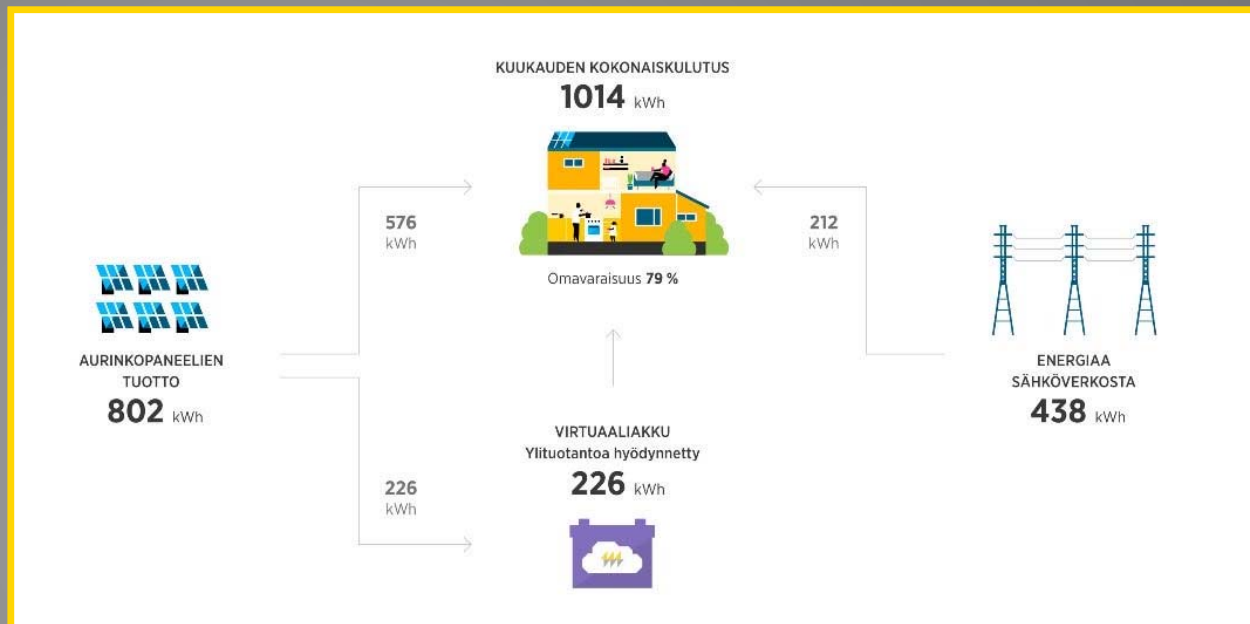 KUUKAUDEN KOKONAISKULUTUS
1014 kWh
576
kWh
212
kWh
Omavaraisuus 79 %
AURINKOPANEELIEN
TUOTTO
802 kWh
ENERGIAA
SÄHKÖVERKOSTA
438 kWh
VIRTUAALIAKKU
Ylituotantoa hyödynnetty
226 kWh
226
kWh